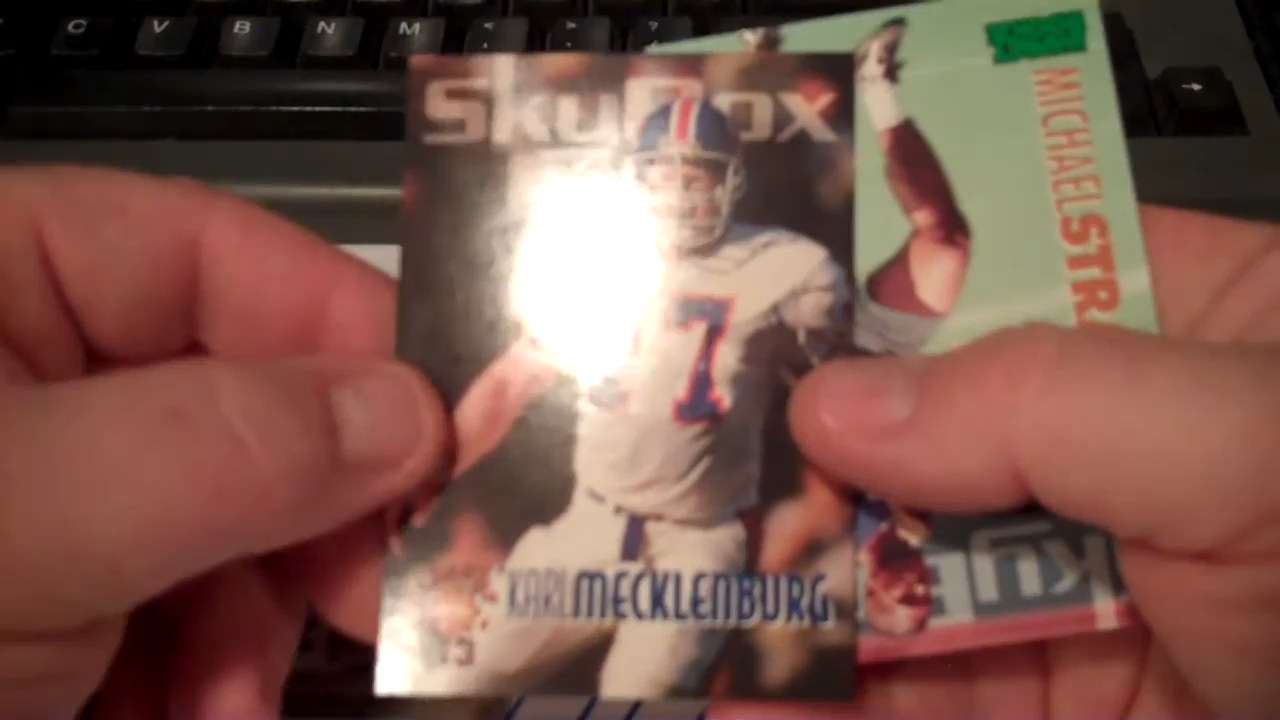 C V B N M < > ?
, .
→
SkyBox
7
KARL MECKLENBURG
MICHAEL STR